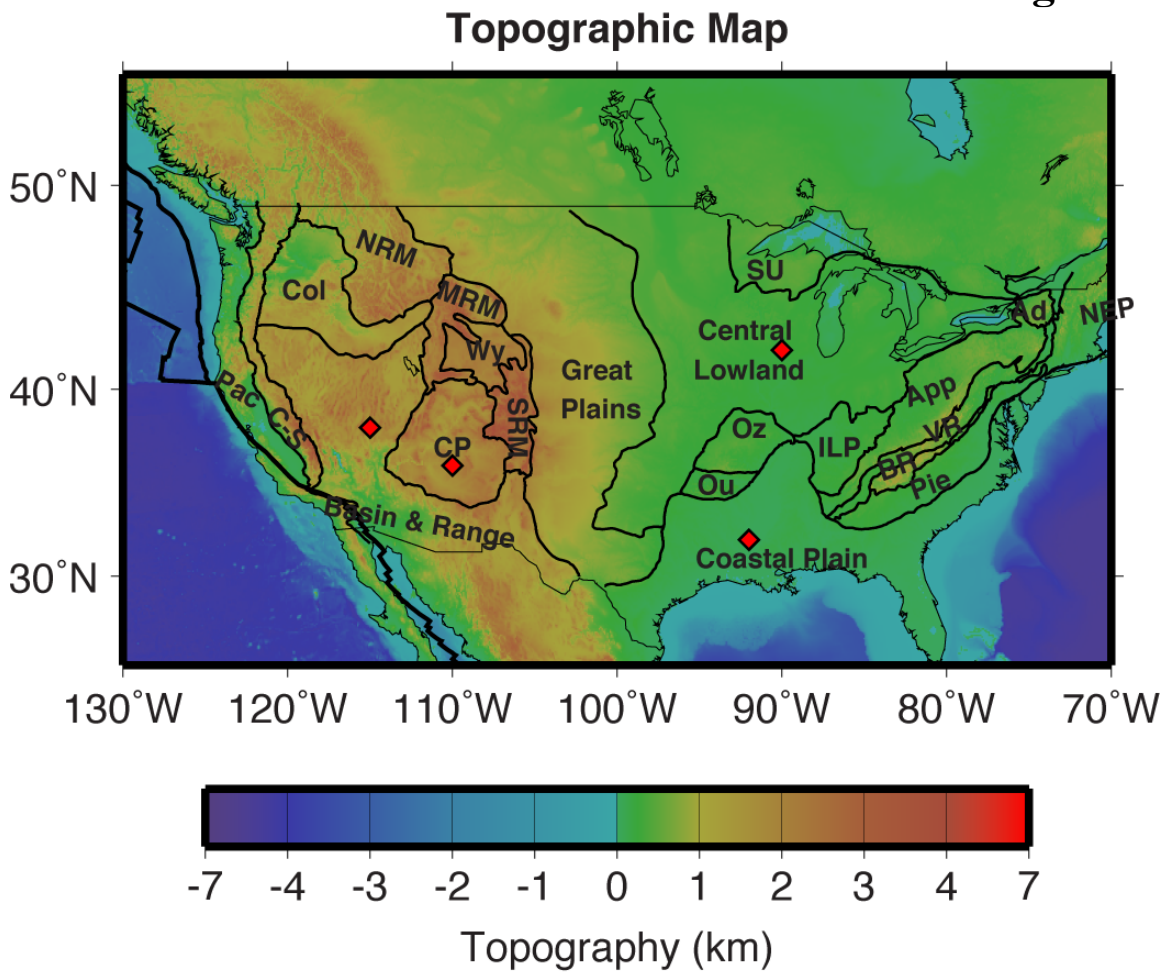 g
Topographic Map
50°N
40°N
30°N
NRM
Col
MRM
Wy
SRM
CP
Pac
C-S
Basin & Range
Great
Plains
SU
Central
Lowland
Oz
Ou
ILP
App
VR
BR
Pie
Ad
NEP
Coastal Plain
130°W 120°W 110°W 100°W 90°W 80°W 70°W
-7 -4 -3 -2 -1 0 1 2 3 4 7
Topography (km)